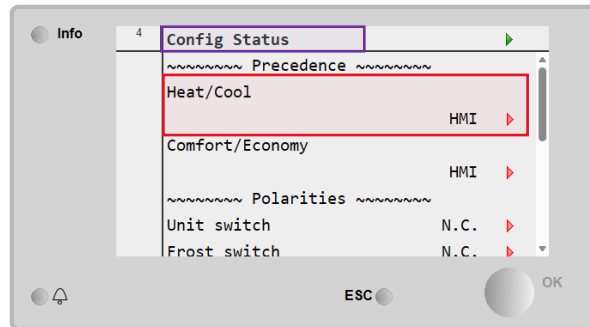 Info
4
Config Status
~~~~~~~~ Precedence ~~~~~~~~
Heat/Cool
HMI
Comfort/Economy
HMI
~~~~~~~~ Polarities ~~~~~~~~
Unit switch N.C.
Frost switch N.C.
ESC
OK